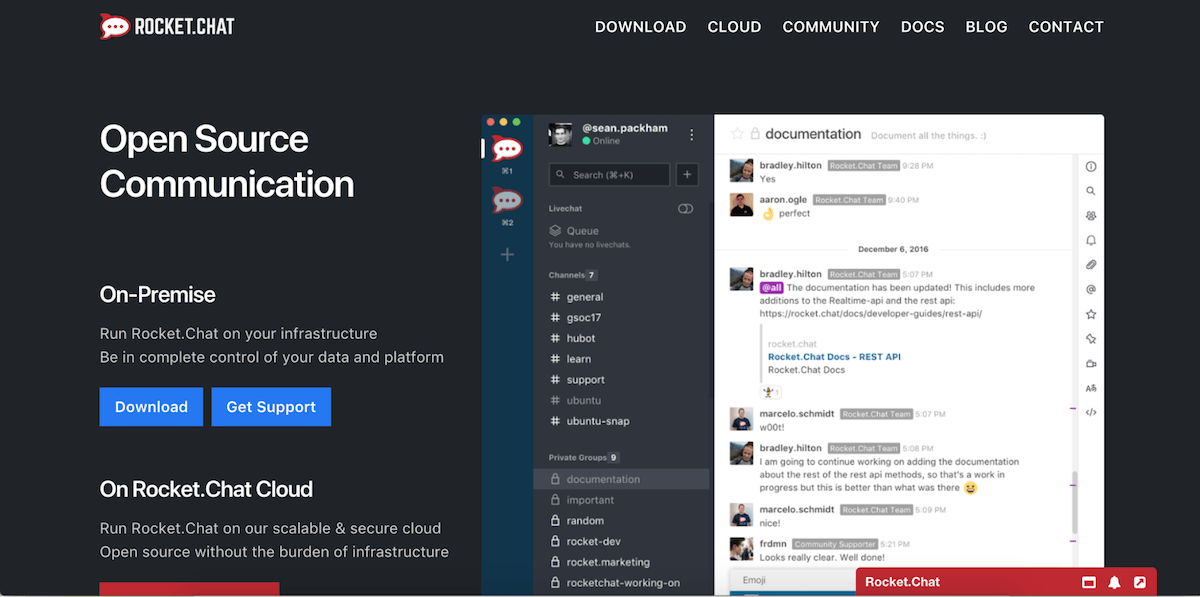 ROCKET.CHAT
DOWNLOAD CLOUD COMMUNITY DOCS BLOG CONTACT
Open Source
Communication
On-Premise
Run Rocket.Chat on your infrastructure
Be in complete control of your data and platform
Download Get Support
On Rocket.Chat Cloud
Run Rocket.Chat on our scalable & secure cloud
Open source without the burden of infrastructure
⌘1
⌘2
@sean.packham
Online
Search (⌘+K)
Livechat
Queue
You have no livechats.
Channels 7
# general
# gsoc17
# hubot
# learn
# support
# ubuntu
# ubuntu-snap
Private Groups 9
documentation
important
random
rocket-dev
rocket.marketing
rocketchat-working-on
documentation Document all the things. :)
bradley.hilton Rocket.Chat Team 9:28 PM
Yes
aaron.ogle Rocket.Chat Team 9:40 PM
👌 perfect
December 6, 2016
bradley.hilton Rocket.Chat Team 5:07 PM
@all The documentation has been updated! This includes more
additions to the Realtime-api and the rest api:
https://rocket.chat/docs/developer-guides/rest-api/
rocket.chat
Rocket.Chat Docs - REST API
Rocket.Chat Docs
1
marcelo.schmidt Rocket.Chat Team 5:07 PM
w00t!
bradley.hilton Rocket.Chat Team 5:08 PM
I am going to continue working on adding the documentation
about the rest of the rest api methods, so that's a work in
progress but this is better than what was there 😄
marcelo.schmidt Rocket.Chat Team 5:09 PM
nice!
frdmn Community Supporter 5:21 PM
Looks really clear. Well done!
Emoji
Rocket.Chat